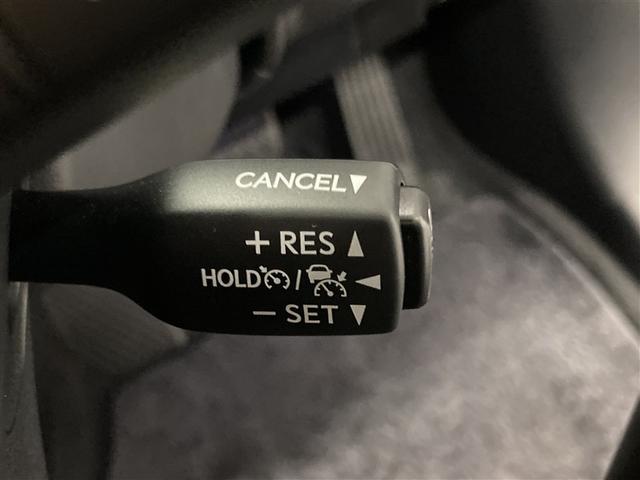 CANCEL▼
+ RES ▲
HOLD / ◀
− SET ▼